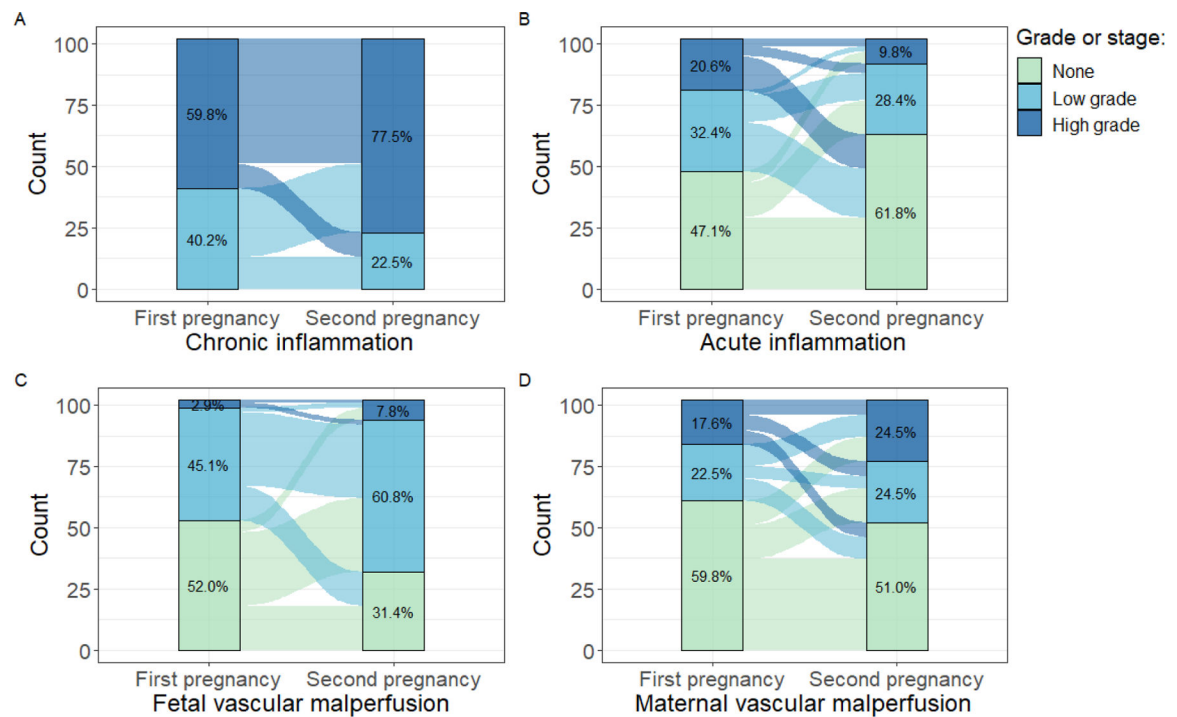 A
Count
100
75
50
25
0
59.8%
40.2%
77.5%
22.5%
First pregnancy Second pregnancy
Chronic inflammation
B
Count
100
75
50
25
0
20.6%
32.4%
47.1%
9.8%
28.4%
61.8%
First pregnancy Second pregnancy
Acute inflammation
Grade or stage:
None
Low grade
High grade
C
Count
100
75
50
25
0
2.9%
45.1%
52.0%
7.8%
60.8%
31.4%
First pregnancy Second pregnancy
Fetal vascular malperfusion
D
Count
100
75
50
25
0
17.6%
22.5%
59.8%
24.5%
24.5%
51.0%
First pregnancy Second pregnancy
Maternal vascular malperfusion